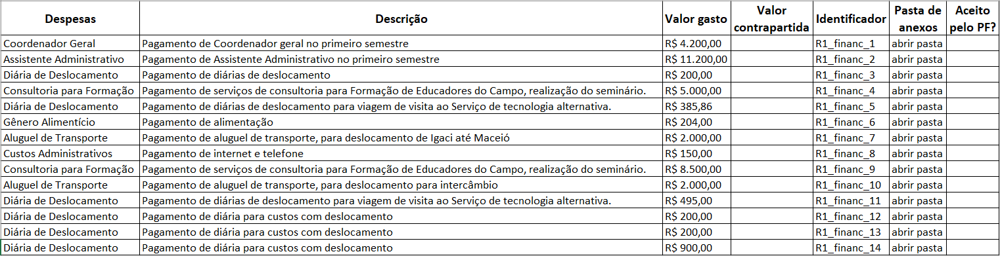 Despesas Descrição Valor gasto Valor contrapartida Identificador Pasta de anexos Aceito pelo PF?
Coordenador Geral Pagamento de Coordenador geral no primeiro semestre R$ 4.200,00 R1_financ_1 abrir pasta
Assistente Administrativo Pagamento de Assistente Administrativo no primeiro semestre R$ 11.200,00 R1_financ_2 abrir pasta
Diária de Deslocamento Pagamento de diárias de deslocamento R$ 200,00 R1_financ_3 abrir pasta
Consultoria para Formação Pagamento de serviços de consultoria para Formação de Educadores do Campo, realização do seminário. R$ 5.000,00 R1_financ_4 abrir pasta
Diária de Deslocamento Pagamento de diárias de deslocamento para viagem de visita ao Serviço de tecnologia alternativa. R$ 385,86 R1_financ_5 abrir pasta
Gênero Alimentício Pagamento de alimentação R$ 204,00 R1_financ_6 abrir pasta
Aluguel de Transporte Pagamento de aluguel de transporte, para deslocamento de Igaci até Maceió R$ 2.000,00 R1_financ_7 abrir pasta
Custos Administrativos Pagamento de internet e telefone R$ 150,00 R1_financ_8 abrir pasta
Consultoria para Formação Pagamento de serviços de consultoria para Formação de Educadores do Campo, realização do seminário. R$ 8.500,00 R1_financ_9 abrir pasta
Aluguel de Transporte Pagamento de aluguel de transporte, para deslocamento para intercâmbio R$ 2.000,00 R1_financ_10 abrir pasta
Diária de Deslocamento Pagamento de diárias de deslocamento para viagem de visita ao Serviço de tecnologia alternativa. R$ 495,00 R1_financ_11 abrir pasta
Diária de Deslocamento Pagamento de diária para custos com deslocamento R$ 200,00 R1_financ_12 abrir pasta
Diária de Deslocamento Pagamento de diária para custos com deslocamento R$ 200,00 R1_financ_13 abrir pasta
Diária de Deslocamento Pagamento de diária para custos com deslocamento R$ 900,00 R1_financ_14 abrir pasta